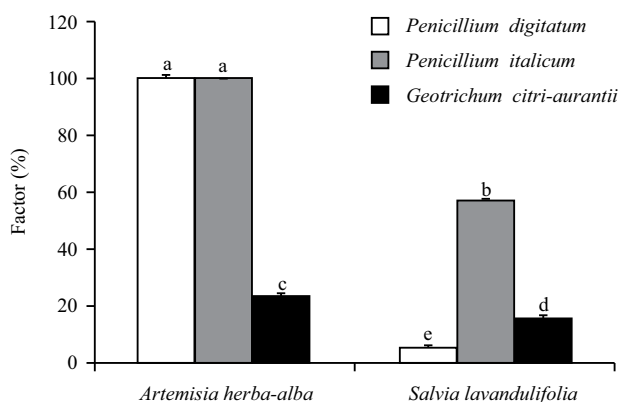 120
100
80
60
40
20
0
Factor (%)
Penicillium digitatum
Penicillium italicum
Geotrichum citri-aurantii
a
a
c
e
b
d
Artemisia herba-alba
Salvia lavandulifolia